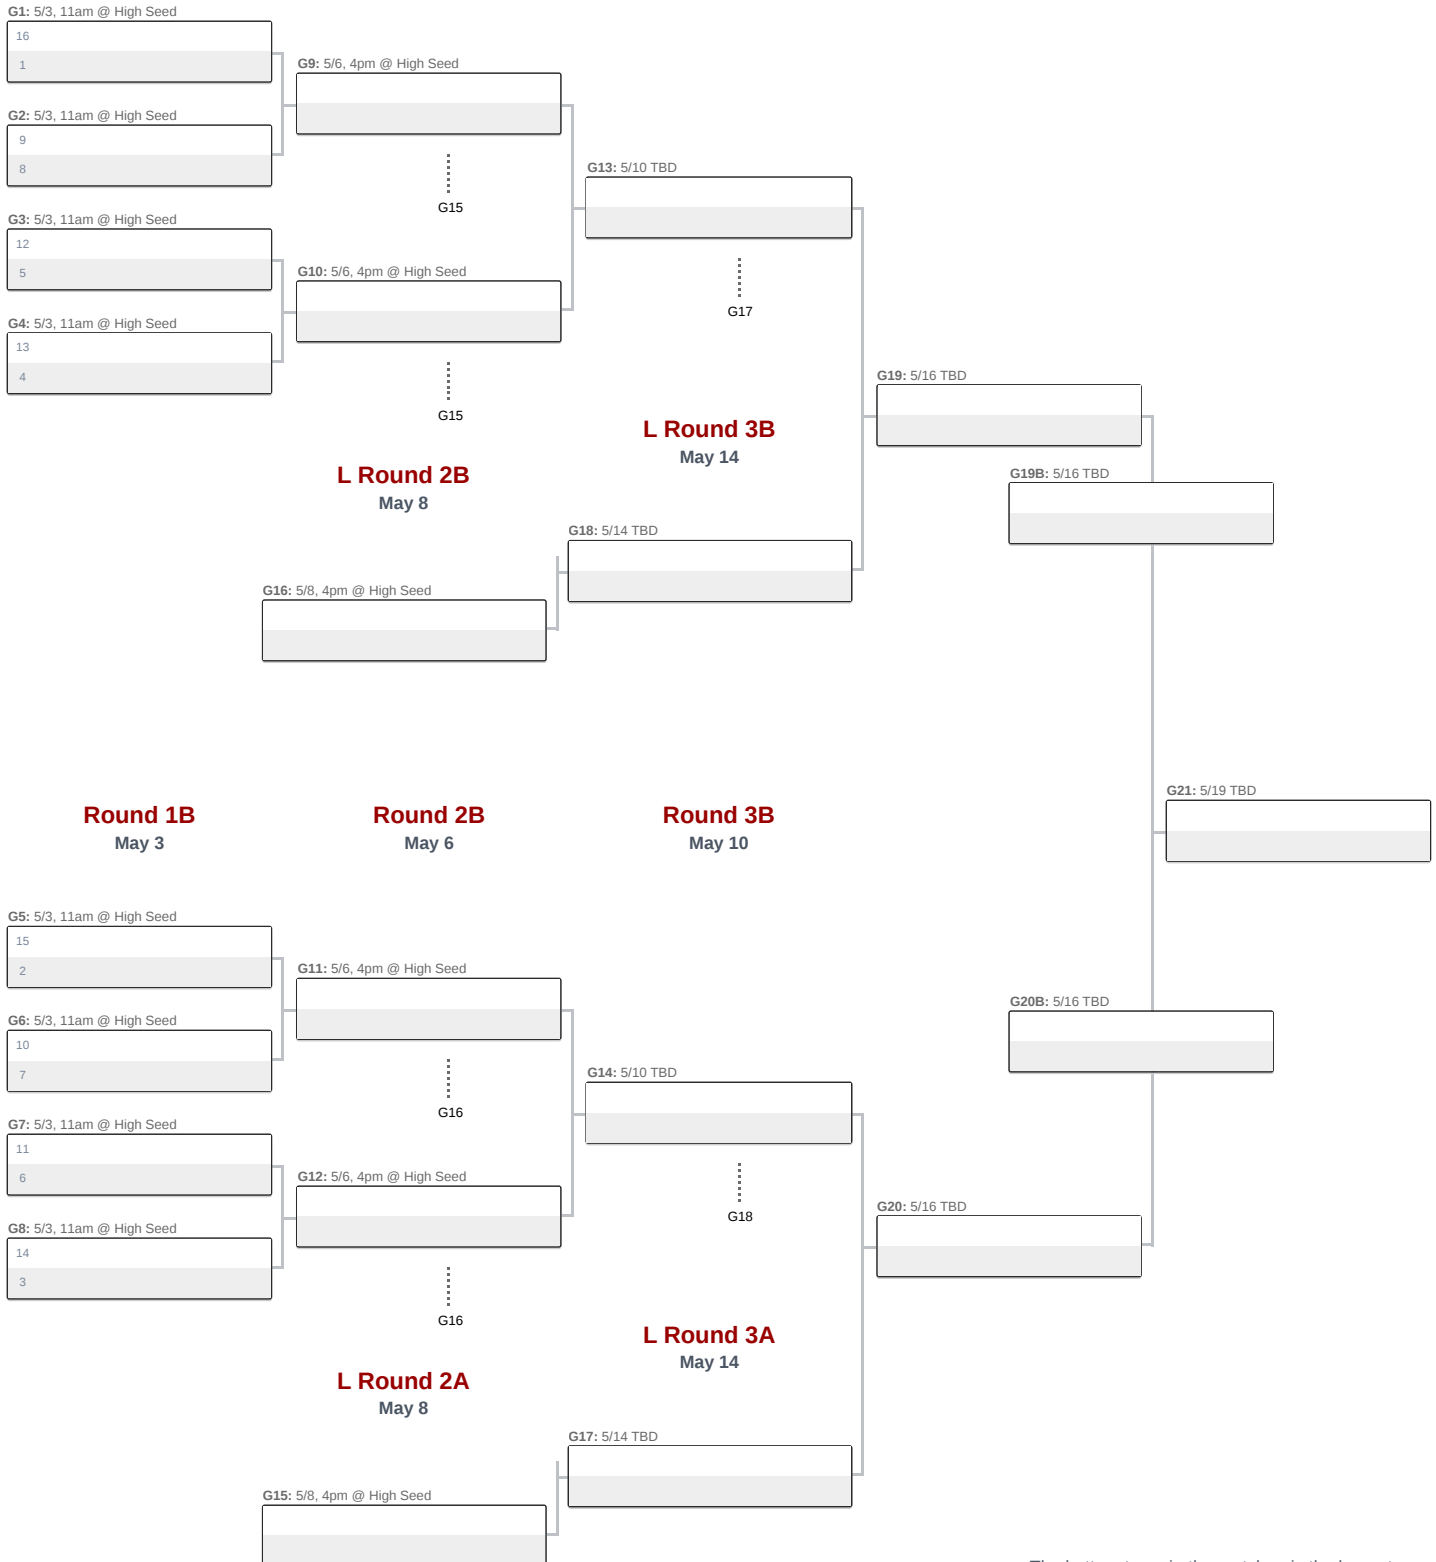 G1: 5/3, 11am @ High Seed
16
1
G2: 5/3, 11am @ High Seed
9
8
G3: 5/3, 11am @ High Seed
12
5
G4: 5/3, 11am @ High Seed
13
4
G9: 5/6, 4pm @ High Seed
G15
G10: 5/6, 4pm @ High Seed
G15
G13: 5/10 TBD
G17
L Round 3B
May 14
L Round 2B
May 8
G18: 5/14 TBD
G16: 5/8, 4pm @ High Seed
G19: 5/16 TBD
G19B: 5/16 TBD
Round 1B
May 3
Round 2B
May 6
Round 3B
May 10
G21: 5/19 TBD
G5: 5/3, 11am @ High Seed
15
2
G6: 5/3, 11am @ High Seed
10
7
G7: 5/3, 11am @ High Seed
11
6
G8: 5/3, 11am @ High Seed
14
3
G11: 5/6, 4pm @ High Seed
G16
G12: 5/6, 4pm @ High Seed
G16
G14: 5/10 TBD
G18
G20B: 5/16 TBD
G20: 5/16 TBD
L Round 3A
May 14
L Round 2A
May 8
G17: 5/14 TBD
G15: 5/8, 4pm @ High Seed